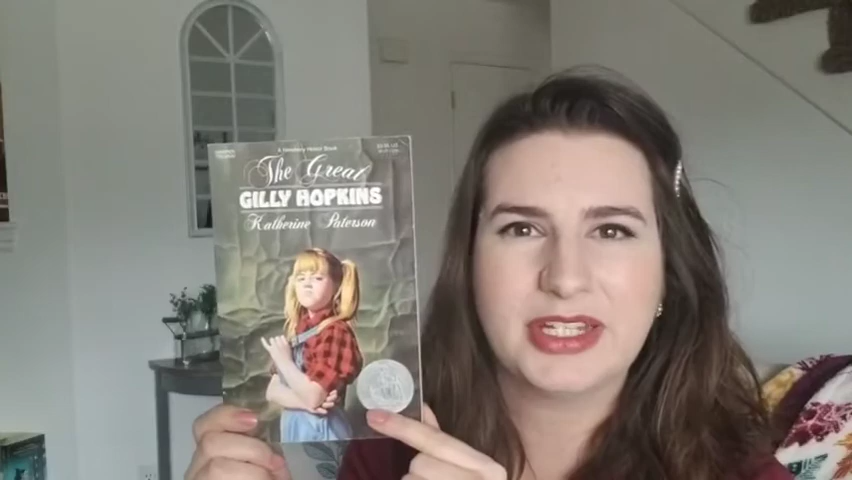 A Newbery Honor Book
The Great
GILLY HOPKINS
Katherine Paterson